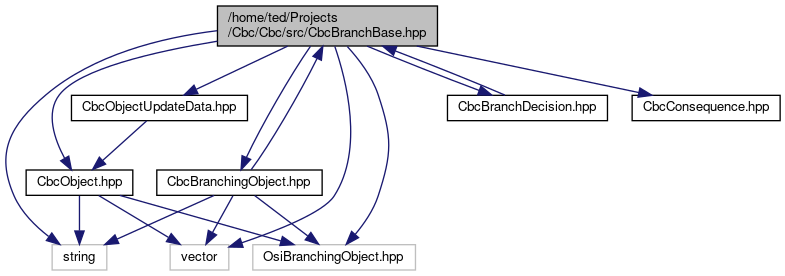 /home/ted/Projects
/Cbc/Cbc/src/CbcBranchBase.hpp
CbcObjectUpdateData.hpp
CbcBranchDecision.hpp
CbcConsequence.hpp
CbcObject.hpp
CbcBranchingObject.hpp
string
vector
OsiBranchingObject.hpp